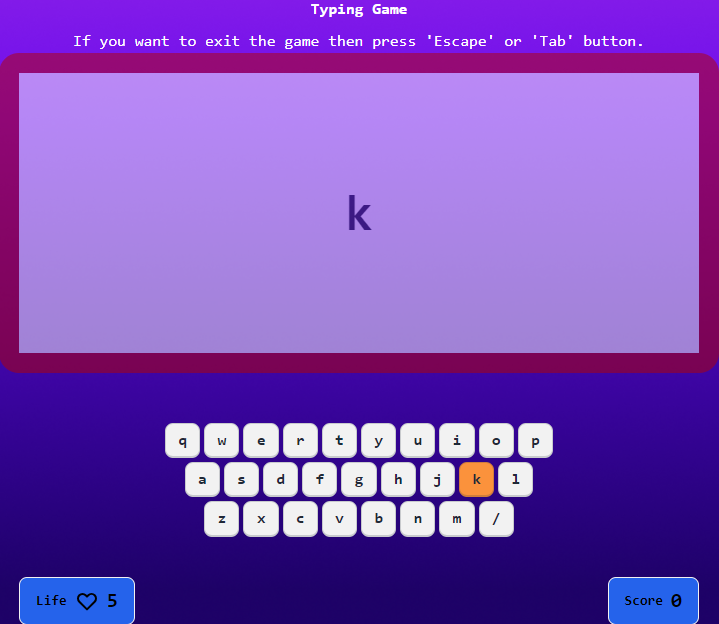 Typing Game
If you want to exit the game then press 'Escape' or 'Tab' button.
k
q w e r t y u i o p
a s d f g h j k l
z x c v b n m /
Life 5
Score 0